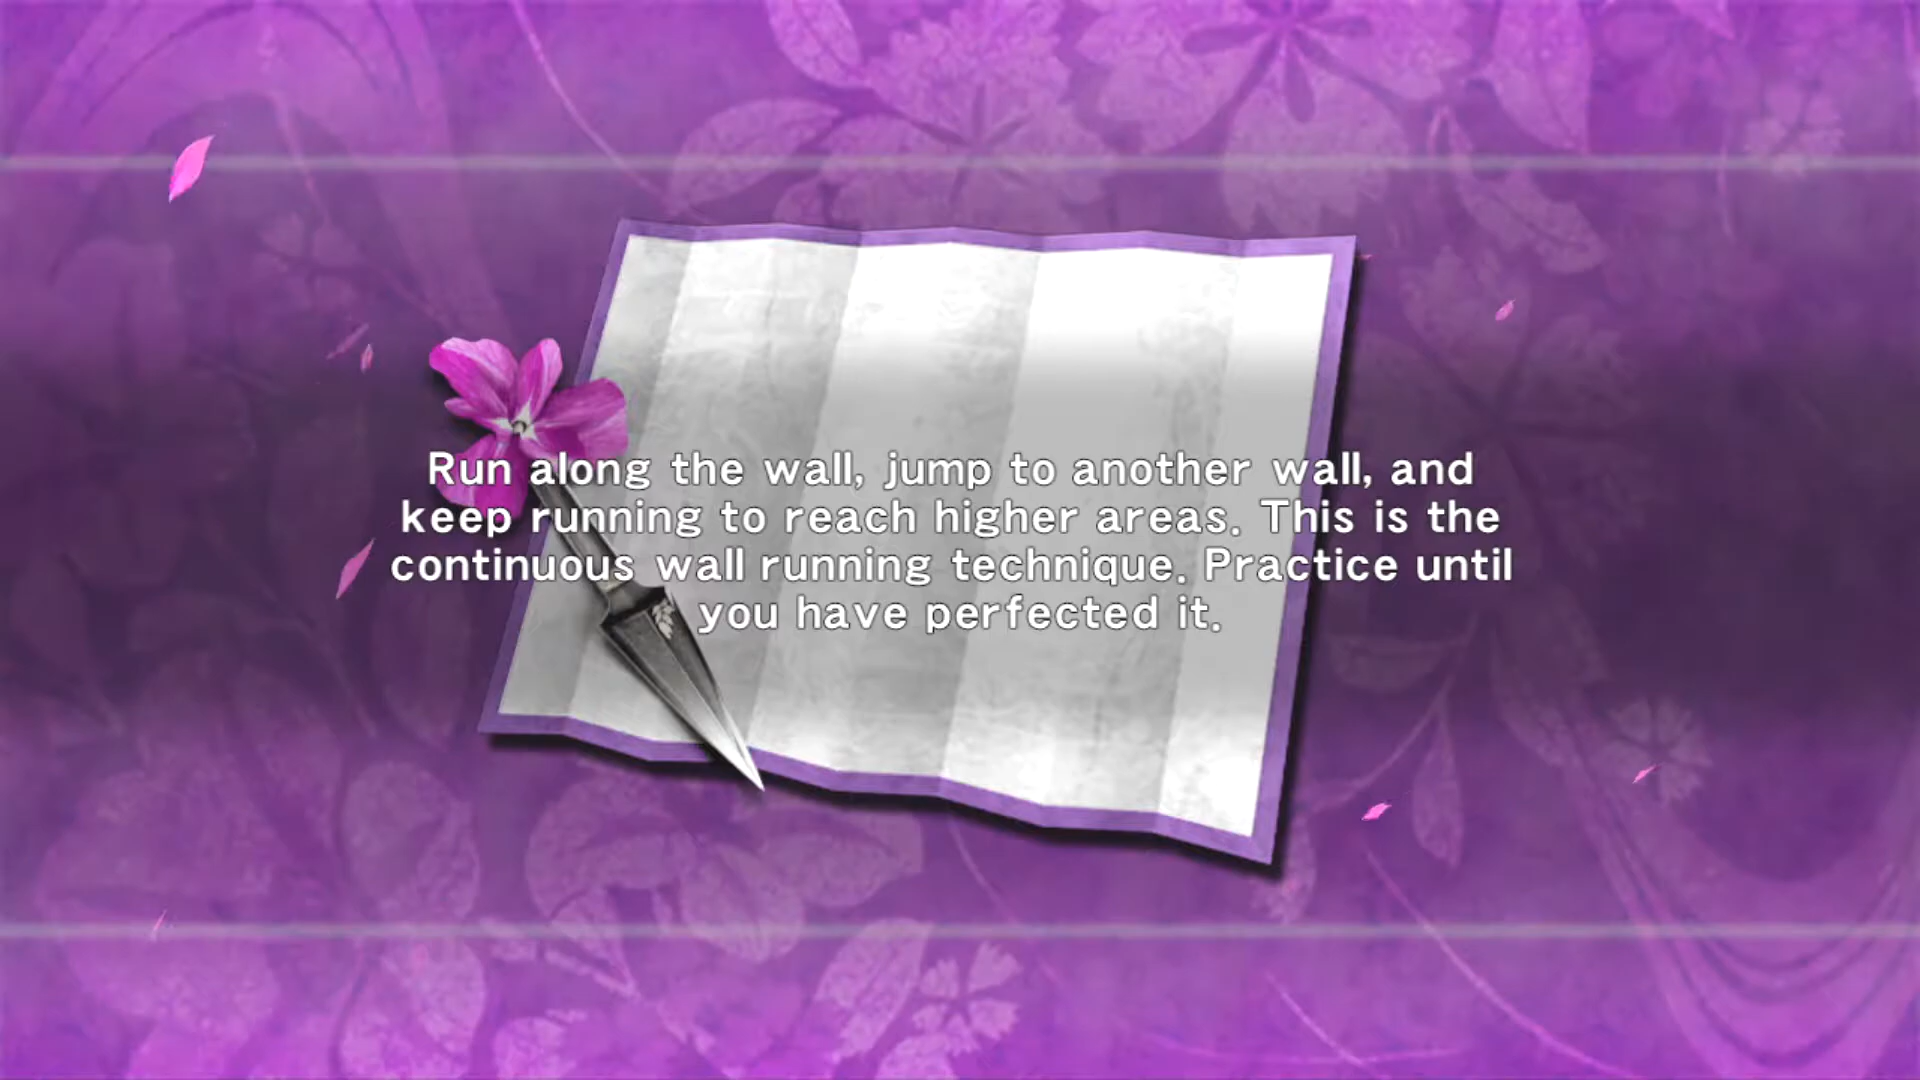 Run along the wall, jump to another wall, and
keep running to reach higher areas. This is the
continuous wall running technique. Practice until
you have perfected it.